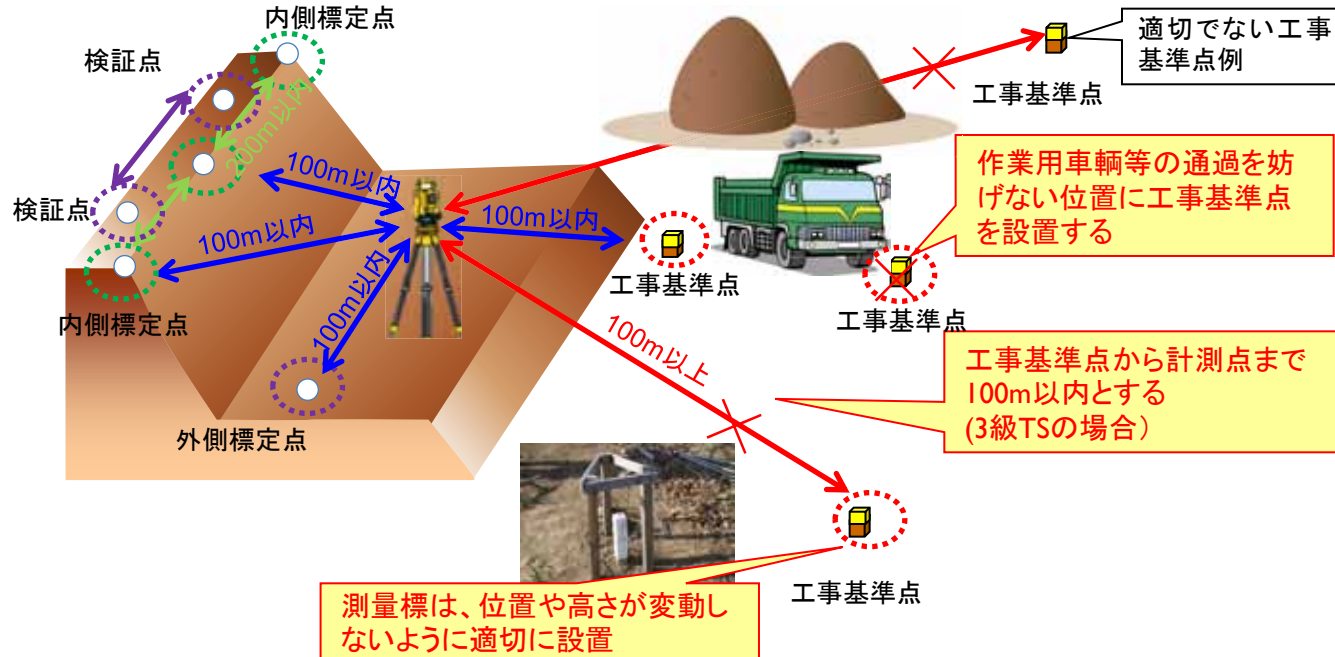 内側標定点
検証点
200m以内
検証点
内側標定点
100m以内
100m以内
100m以内
100m以内
外側標定点
工事基準点
適切でない工事
基準点例
作業用車輌等の通過を妨
げない位置に工事基準点
を設置する
工事基準点
工事基準点
100m以上
工事基準点から計測点まで
100m以内とする
(3級TSの場合）
工事基準点
測量標は、位置や高さが変動し
ないように適切に設置